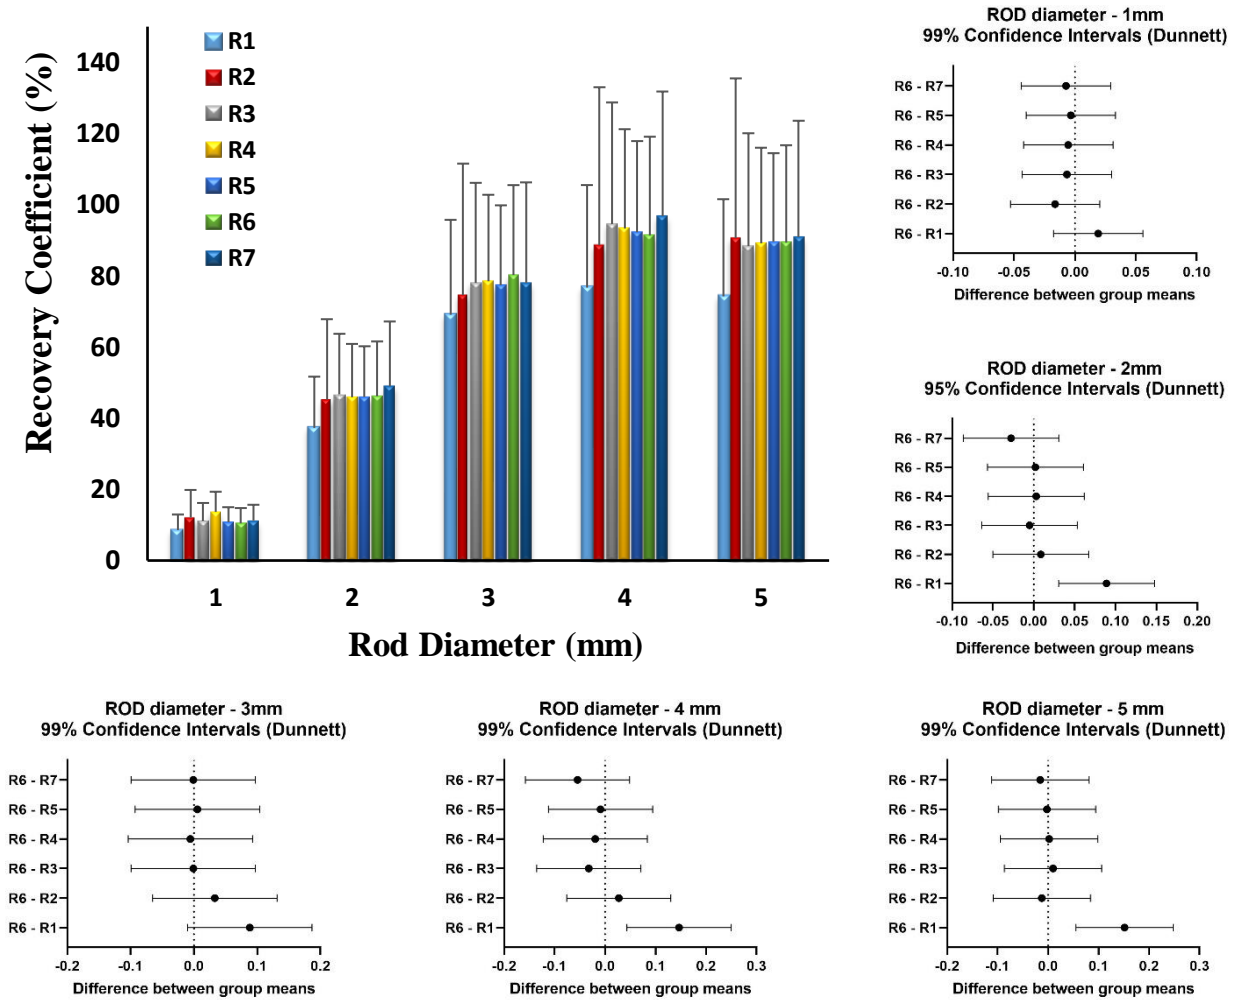 Recovery Coefficient (%)
140
120
100
80
60
40
20
0
R1
R2
R3
R4
R5
R6
R7
1 2 3 4 5
Rod Diameter (mm)
ROD diameter - 1mm
99% Confidence Intervals (Dunnett)
R6 - R7
R6 - R5
R6 - R4
R6 - R3
R6 - R2
R6 - R1
-0.10 -0.05 0.00 0.05 0.10
Difference between group means
ROD diameter - 2mm
95% Confidence Intervals (Dunnett)
R6 - R7
R6 - R5
R6 - R4
R6 - R3
R6 - R2
R6 - R1
-0.10 -0.05 0.00 0.05 0.10 0.15 0.20
Difference between group means
ROD diameter - 3mm
99% Confidence Intervals (Dunnett)
R6 - R7
R6 - R5
R6 - R4
R6 - R3
R6 - R2
R6 - R1
-0.2 -0.1 0.0 0.1 0.2
Difference between group means
ROD diameter - 4 mm
99% Confidence Intervals (Dunnett)
R6 - R7
R6 - R5
R6 - R4
R6 - R3
R6 - R2
R6 - R1
-0.2 -0.1 0.0 0.1 0.2 0.3
Difference between group means
ROD diameter - 5 mm
99% Confidence Intervals (Dunnett)
R6 - R7
R6 - R5
R6 - R4
R6 - R3
R6 - R2
R6 - R1
-0.2 -0.1 0.0 0.1 0.2 0.3
Difference between group means